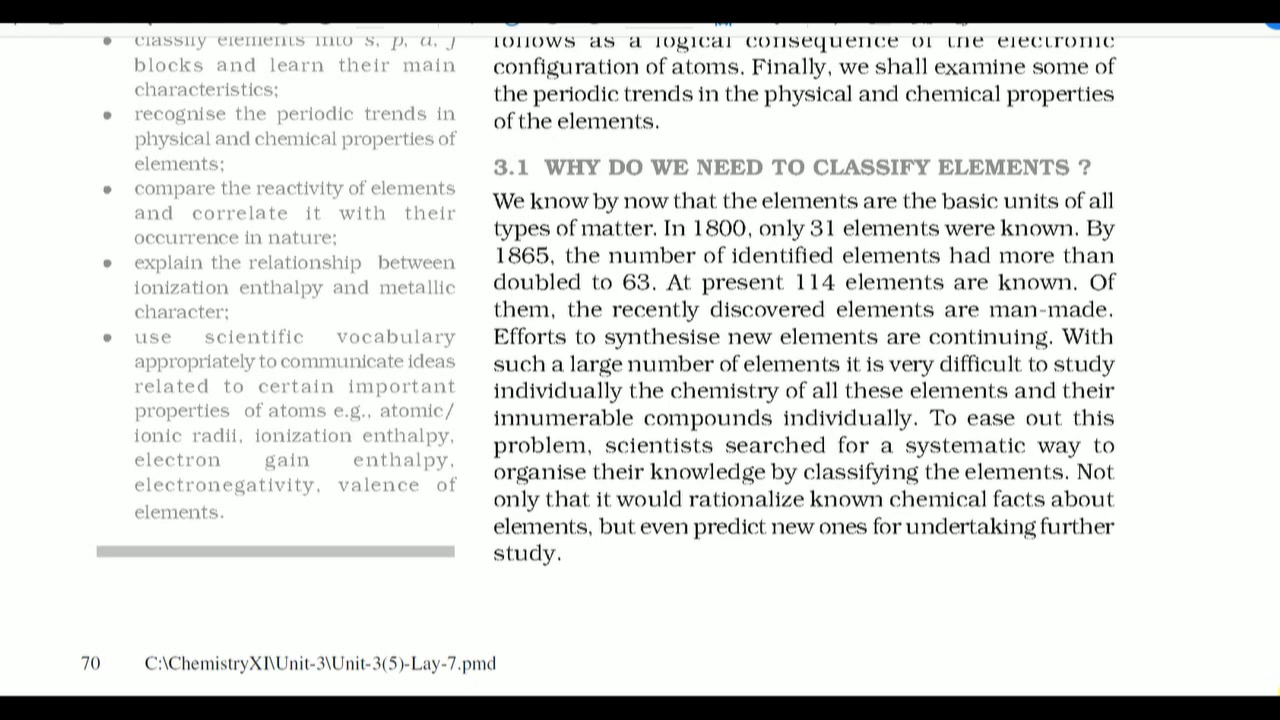 classify elements into s, p, d, f
blocks and learn their main
characteristics;
recognise the periodic trends in
physical and chemical properties of
elements;
compare the reactivity of elements
and correlate it with their
occurrence in nature;
explain the relationship between
ionization enthalpy and metallic
character;
use scientific vocabulary
appropriately to communicate ideas
related to certain important
properties of atoms e.g., atomic/
ionic radii, ionization enthalpy,
electron gain enthalpy,
electronegativity, valence of
elements.
follows as a logical consequence of the electronic
configuration of atoms. Finally, we shall examine some of
the periodic trends in the physical and chemical properties
of the elements.
3.1 WHY DO WE NEED TO CLASSIFY ELEMENTS ?
We know by now that the elements are the basic units of all
types of matter. In 1800, only 31 elements were known. By
1865, the number of identified elements had more than
doubled to 63. At present 114 elements are known. Of
them, the recently discovered elements are man-made.
Efforts to synthesise new elements are continuing. With
such a large number of elements it is very difficult to study
individually the chemistry of all these elements and their
innumerable compounds individually. To ease out this
problem, scientists searched for a systematic way to
organise their knowledge by classifying the elements. Not
only that it would rationalize known chemical facts about
elements, but even predict new ones for undertaking further
study.
70 C:\ChemistryXI\Unit-3\Unit-3(5)-Lay-7.pmd